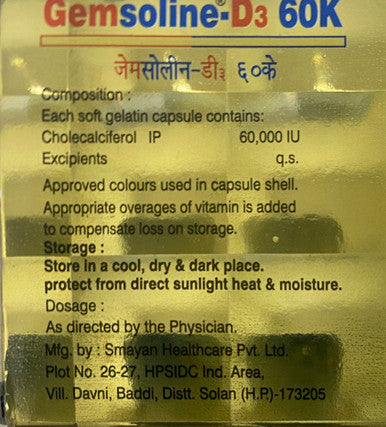 Gemsoline®-D3 60K
जेमसोलीन-डी३ ६०के
Composition :
Each soft gelatin capsule contains:
Cholecalciferol IP 60,000 IU
Excipients q.s.
Approved colours used in capsule shell.
Appropriate overages of vitamin is added
to compensate loss on storage.
Storage :
Store in a cool, dry & dark place.
protect from direct sunlight heat & moisture.
Dosage :
As directed by the Physician.
Mfg. by : Smayan Healthcare Pvt. Ltd.
Plot No. 26-27, HPSIDC Ind. Area,
Vill. Davni, Baddi, Distt. Solan (H.P.)-173205